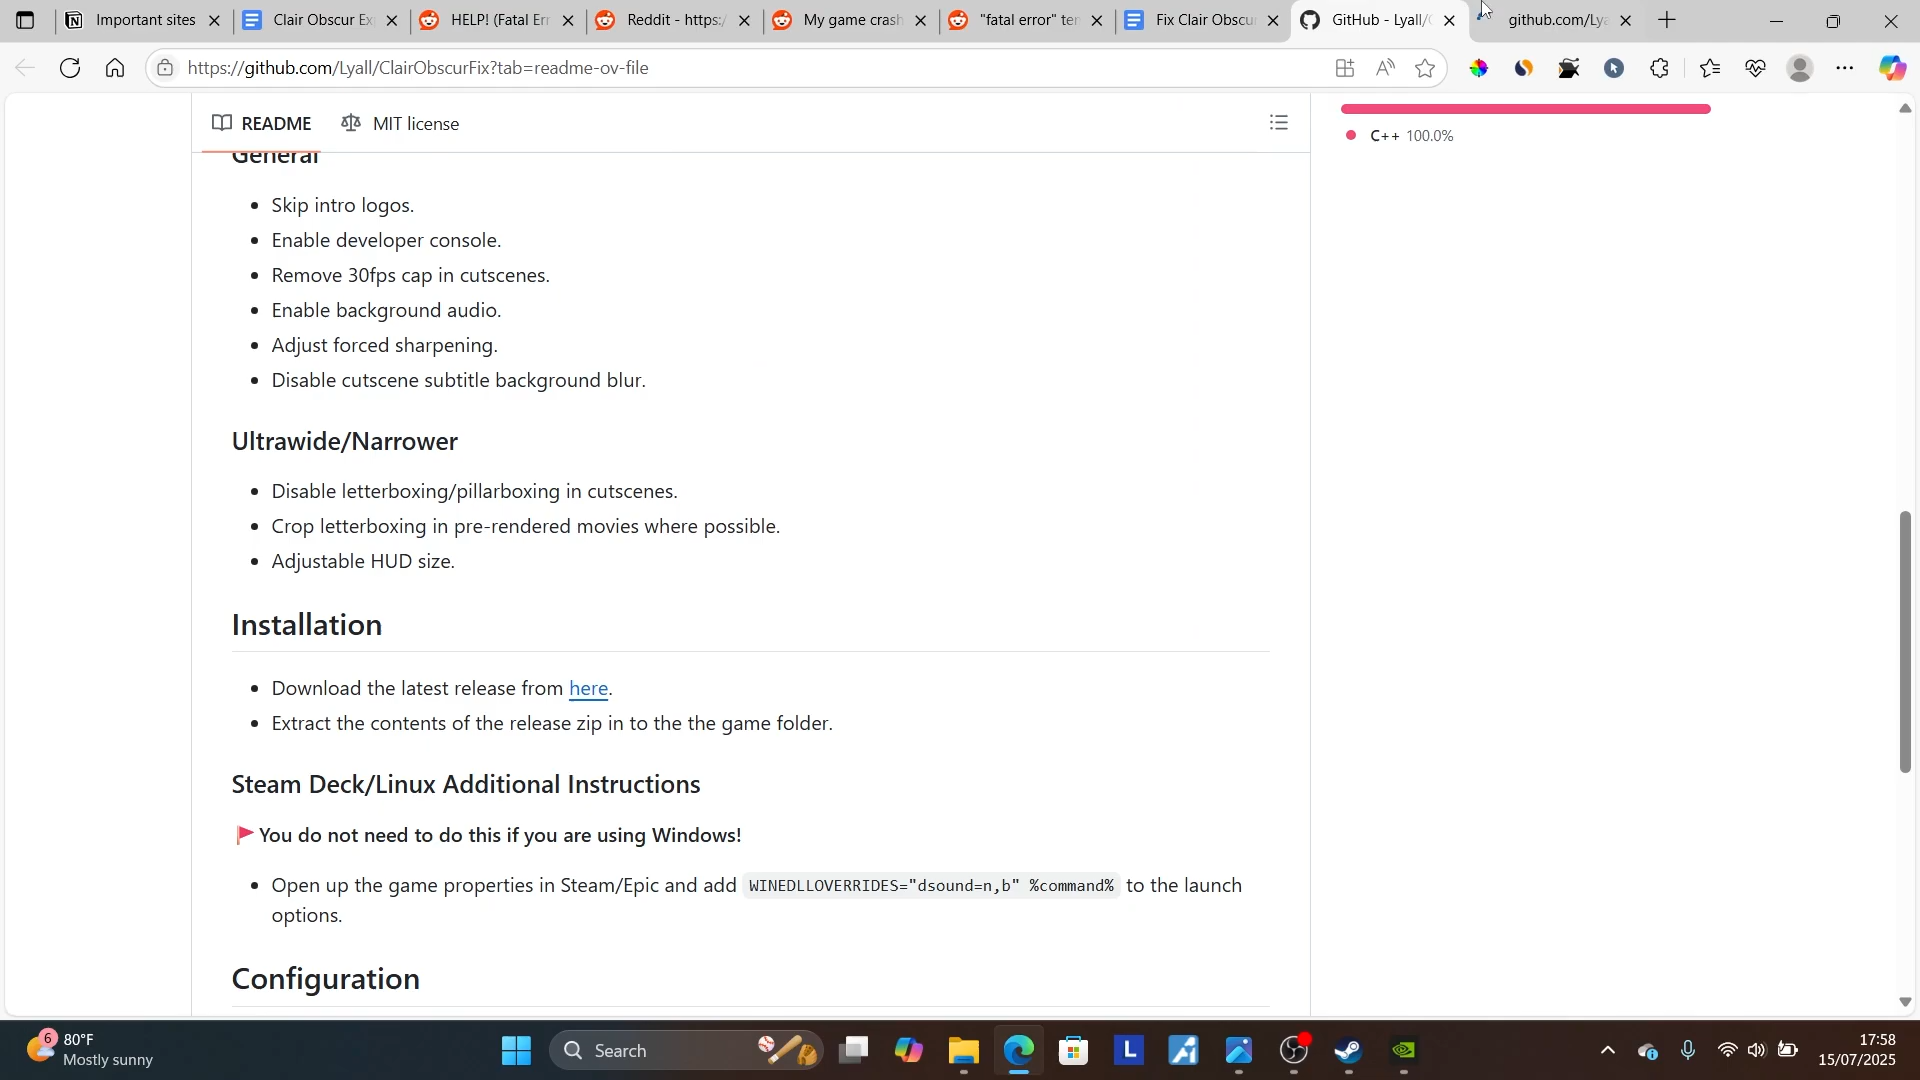 Important sites
Clair Obscur Ex
HELP! (Fatal Err
Reddit - https:/
My game crash
"fatal error" ter
Fix Clair Obscur
GitHub - Lyall/C
github.com/Lya
https://github.com/Lyall/ClairObscurFix?tab=readme-ov-file
README
MIT license
C++ 100.0%
General
• Skip intro logos.
• Enable developer console.
• Remove 30fps cap in cutscenes.
• Enable background audio.
• Adjust forced sharpening.
• Disable cutscene subtitle background blur.
Ultrawide/Narrower
• Disable letterboxing/pillarboxing in cutscenes.
• Crop letterboxing in pre-rendered movies where possible.
• Adjustable HUD size.
Installation
• Download the latest release from here.
• Extract the contents of the release zip in to the the game folder.
Steam Deck/Linux Additional Instructions
🚩You do not need to do this if you are using Windows!
• Open up the game properties in Steam/Epic and add WINEDLLOVERRIDES="dsound=n,b" %command% to the launch
options.
Configuration
6
80°F
Mostly sunny
Search
L
17:58
15/07/2025